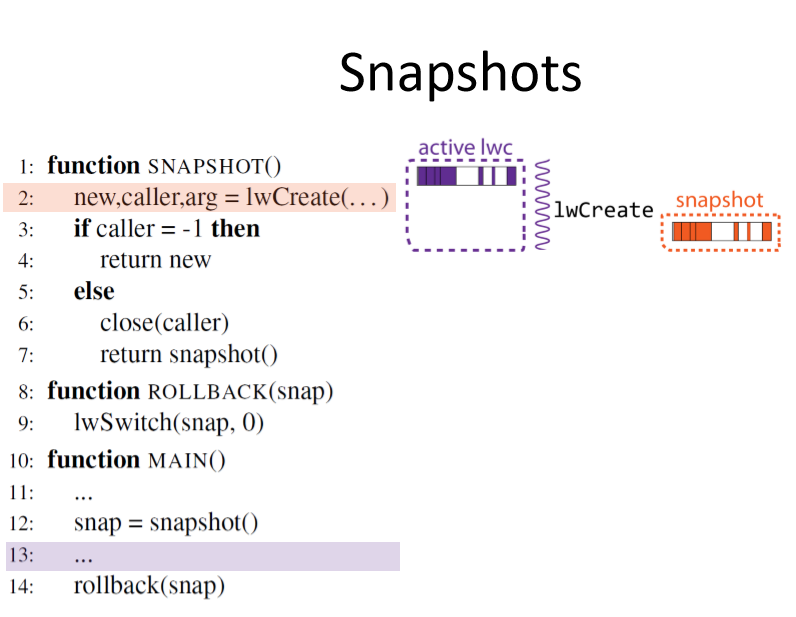 Snapshots
1: function SNAPSHOT()
2: new,caller,arg = lwCreate(...)
3: if caller = -1 then
4: return new
5: else
6: close(caller)
7: return snapshot()
8: function ROLLBACK(snap)
9: lwSwitch(snap, 0)
10: function MAIN()
11: ...
12: snap = snapshot()
13: ...
14: rollback(snap)
active lwc
lwCreate
snapshot